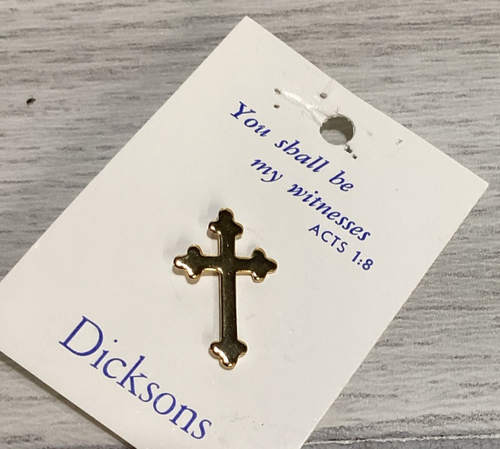 You shall be
my witnesses
ACTS 1:8
Dicksons